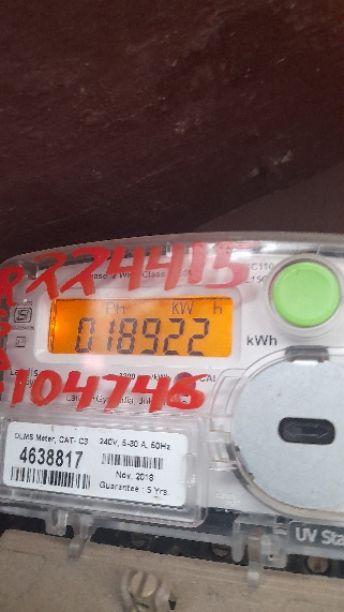 R224415
PH KW h
018922
kWh
104746
DLMS Meter, CAT- C3 240V, 5-30 A, 50Hz
4638817
Nov, 2018
Guarantee : 5 Yrs.
UV Sta